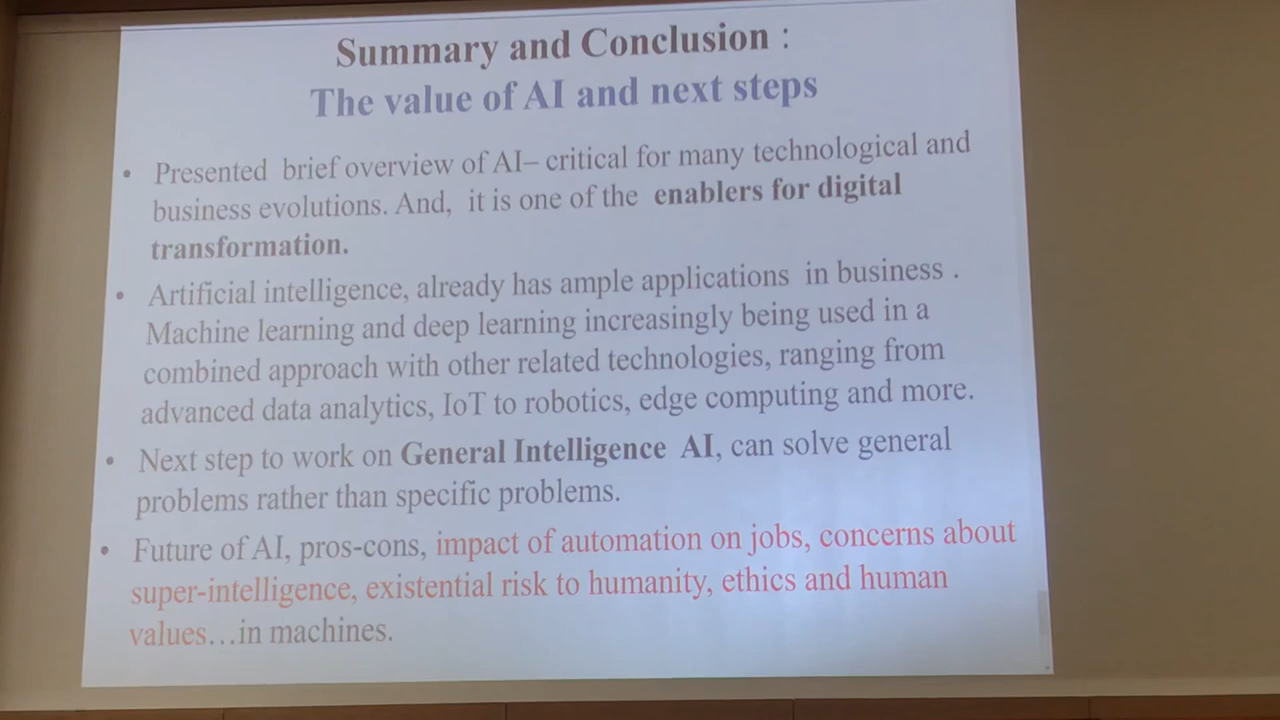 Summary and Conclusion :
The value of AI and next steps
• Presented brief overview of AI– critical for many technological and
business evolutions. And, it is one of the enablers for digital
transformation.
• Artificial intelligence, already has ample applications in business .
Machine learning and deep learning increasingly being used in a
combined approach with other related technologies, ranging from
advanced data analytics, IoT to robotics, edge computing and more.
• Next step to work on General Intelligence AI, can solve general
problems rather than specific problems.
• Future of AI, pros-cons, impact of automation on jobs, concerns about
super-intelligence, existential risk to humanity, ethics and human
values…in machines.